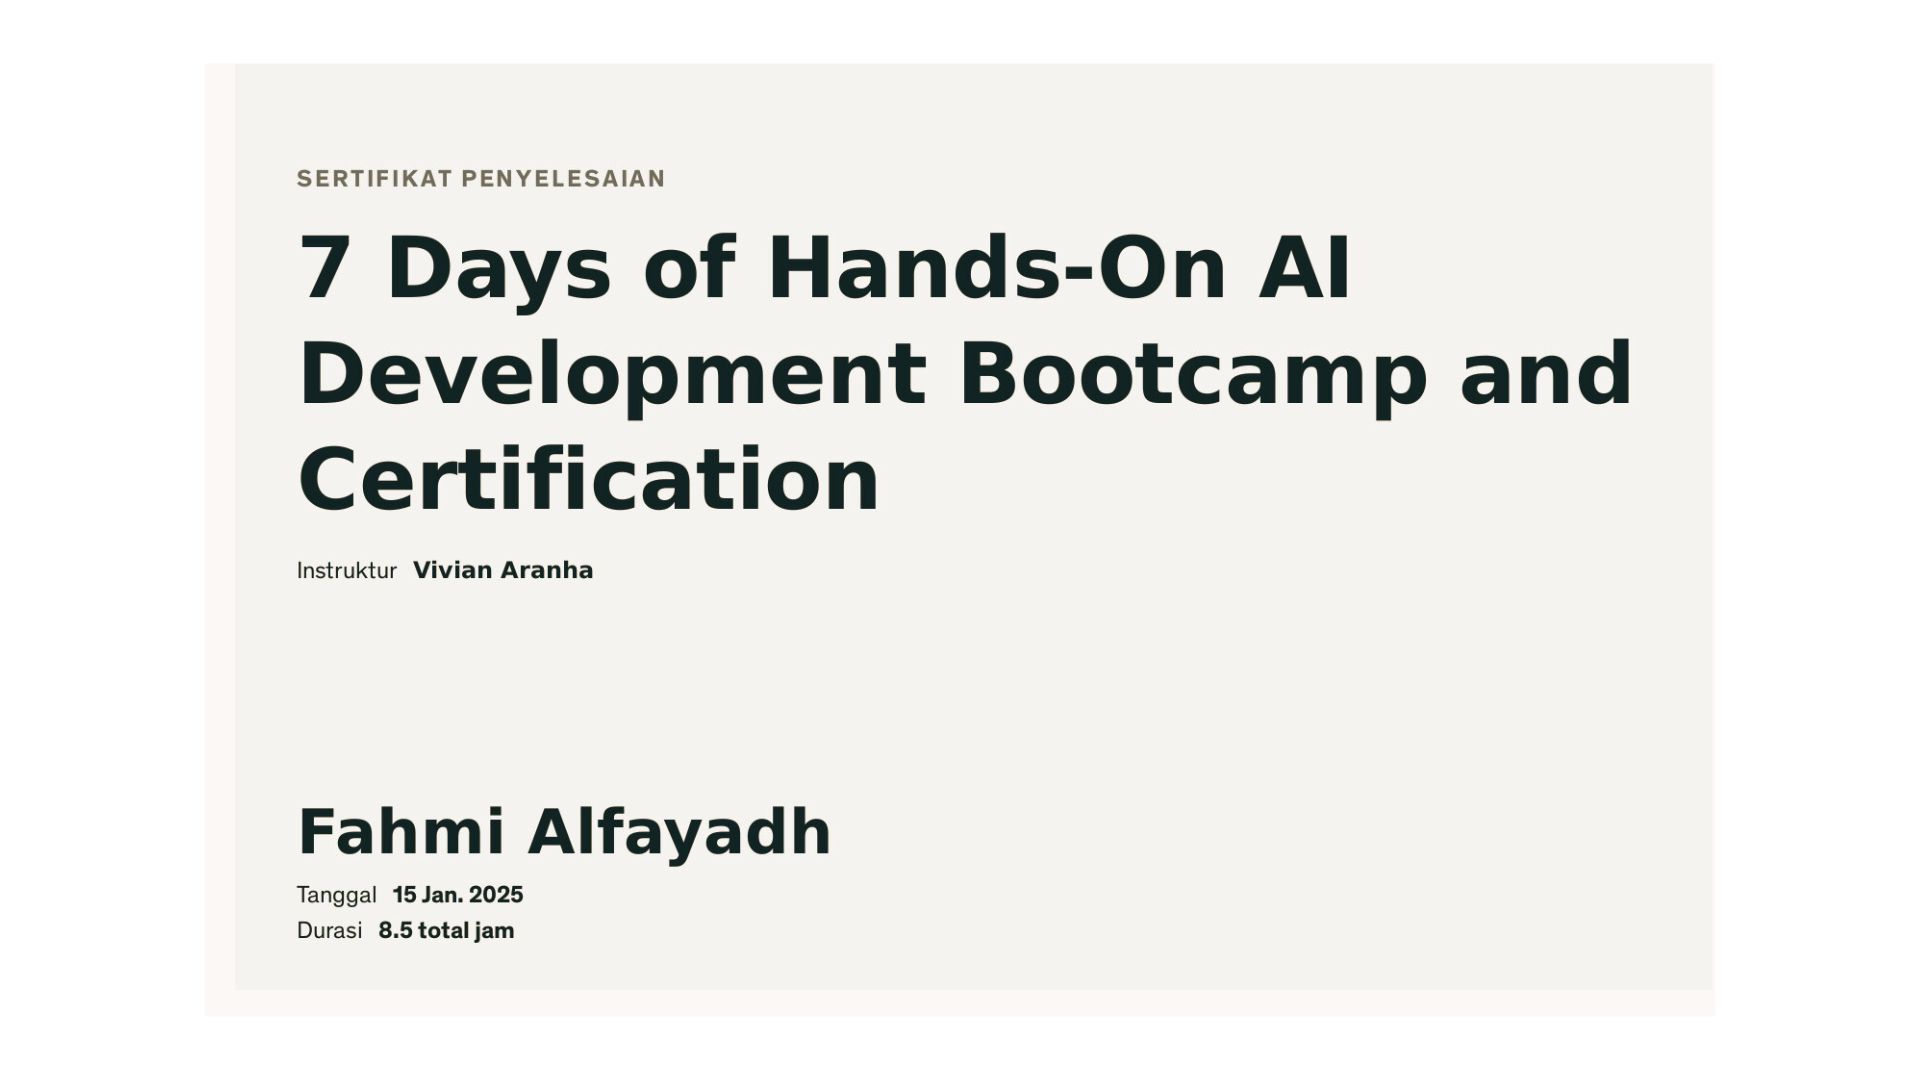 SERTIFIKAT PENYELESAIAN
7 Days of Hands-On AI
Development Bootcamp and
Certification
Instruktur Vivian Aranha
Fahmi Alfayadh
Tanggal 15 Jan. 2025
Durasi 8.5 total jam